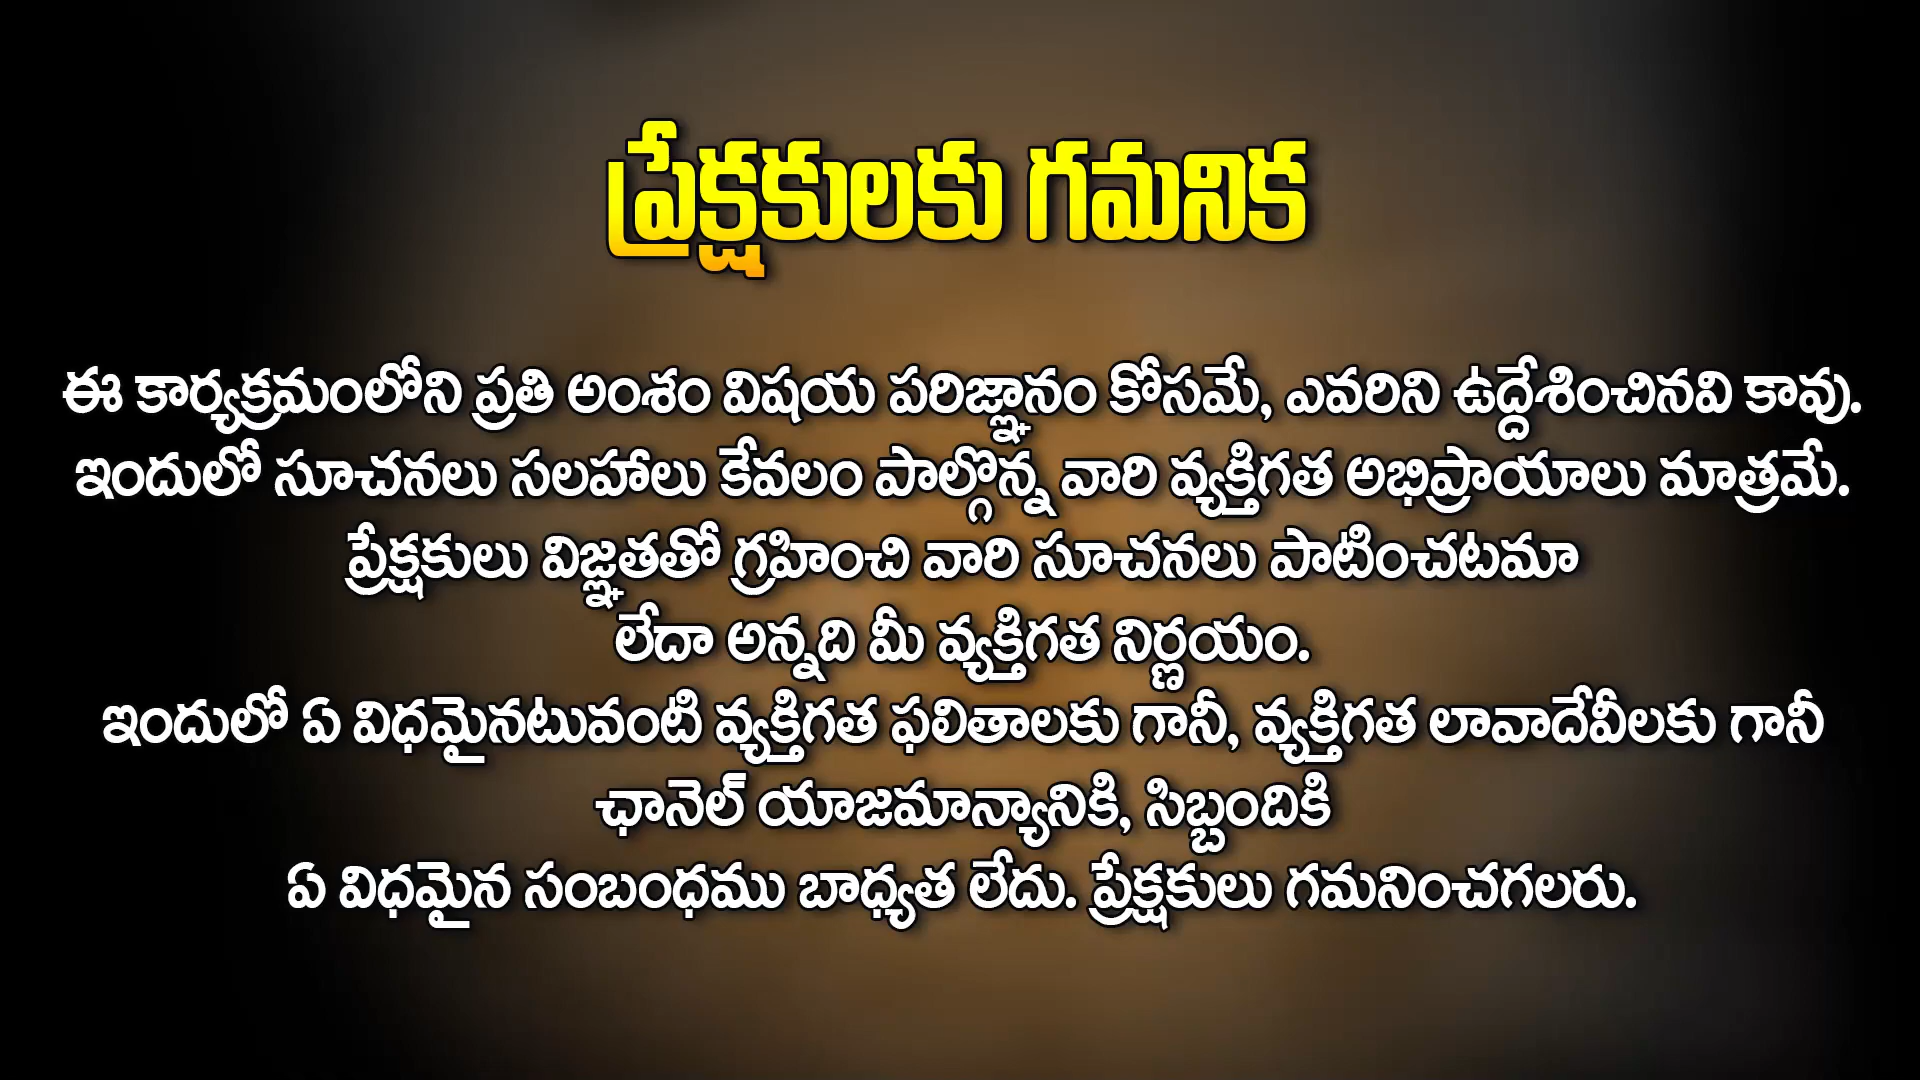 ప్రేక్షకులకు గమనిక
ఈ కార్యక్రమంలోని ప్రతి అంశం విషయ పరిజ్ఞానం కోసమే, ఎవరిని ఉద్దేశించినవి కావు.
ఇందులో సూచనలు సలహాలు కేవలం పాల్గొన్న వారి వ్యక్తిగత అభిప్రాయాలు మాత్రమే.
ప్రేక్షకులు విజ్ఞతతో గ్రహించి వారి సూచనలు పాటించటమా
లేదా అన్నది మీ వ్యక్తిగత నిర్ణయం.
ఇందులో ఏ విధమైనటువంటి వ్యక్తిగత ఫలితాలకు గానీ, వ్యక్తిగత లావాదేవీలకు గానీ
ఛానెల్ యాజమాన్యానికి, సిబ్బందికి
ఏ విధమైన సంబంధము బాధ్యత లేదు. ప్రేక్షకులు గమనించగలరు.